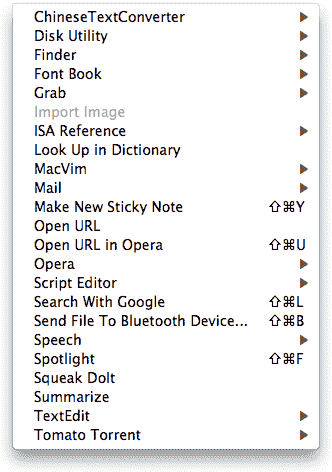 ChineseTextConverter
Disk Utility
Finder
Font Book
Grab
Import Image
ISA Reference
Look Up in Dictionary
MacVim
Mail
Make New Sticky Note ⇧⌘Y
Open URL
Open URL in Opera ⇧⌘U
Opera
Script Editor
Search With Google ⇧⌘L
Send File To Bluetooth Device... ⇧⌘B
Speech
Spotlight ⇧⌘F
Squeak DoIt
Summarize
TextEdit
Tomato Torrent